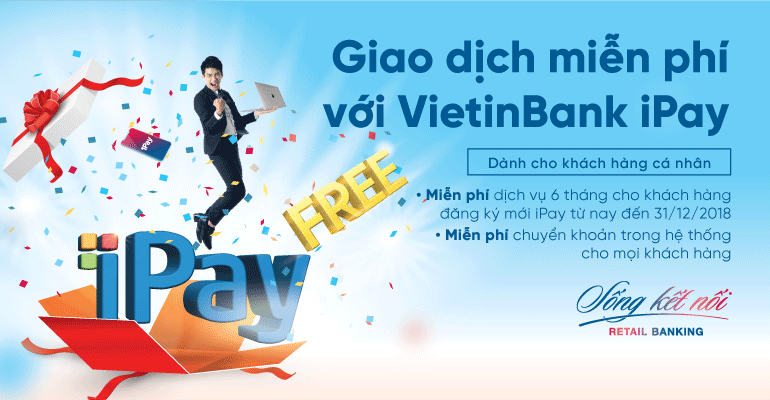 Giao dịch miễn phí
với VietinBank iPay
Dành cho khách hàng cá nhân
• Miễn phí dịch vụ 6 tháng cho khách hàng
đăng ký mới iPay từ nay đến 31/12/2018
• Miễn phí chuyển khoản trong hệ thống
cho mọi khách hàng
iPay
FREE
iPay
Sống kết nối
RETAIL BANKING